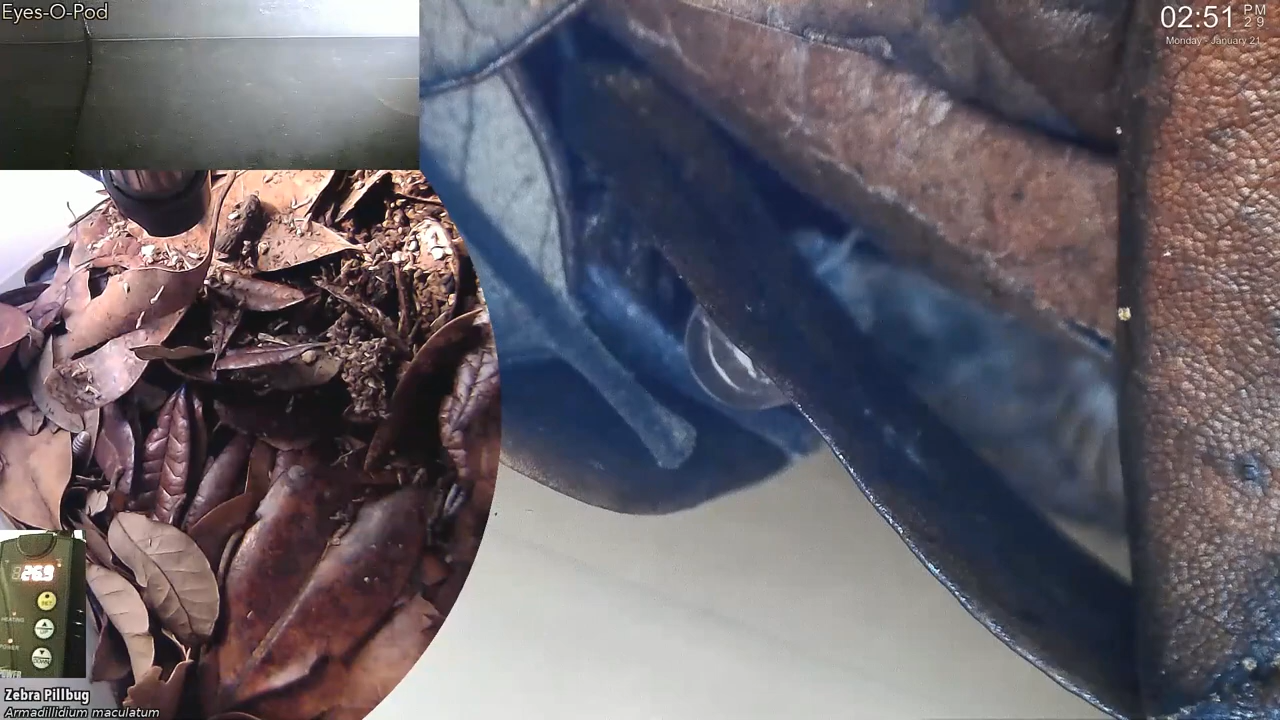 Eyes-O-Pod
02:51 PM
29
Monday - January 21
26.9
SET
HEATING
UP
POWER
DOWN
Zebra Pillbug
Armadillidium maculatum